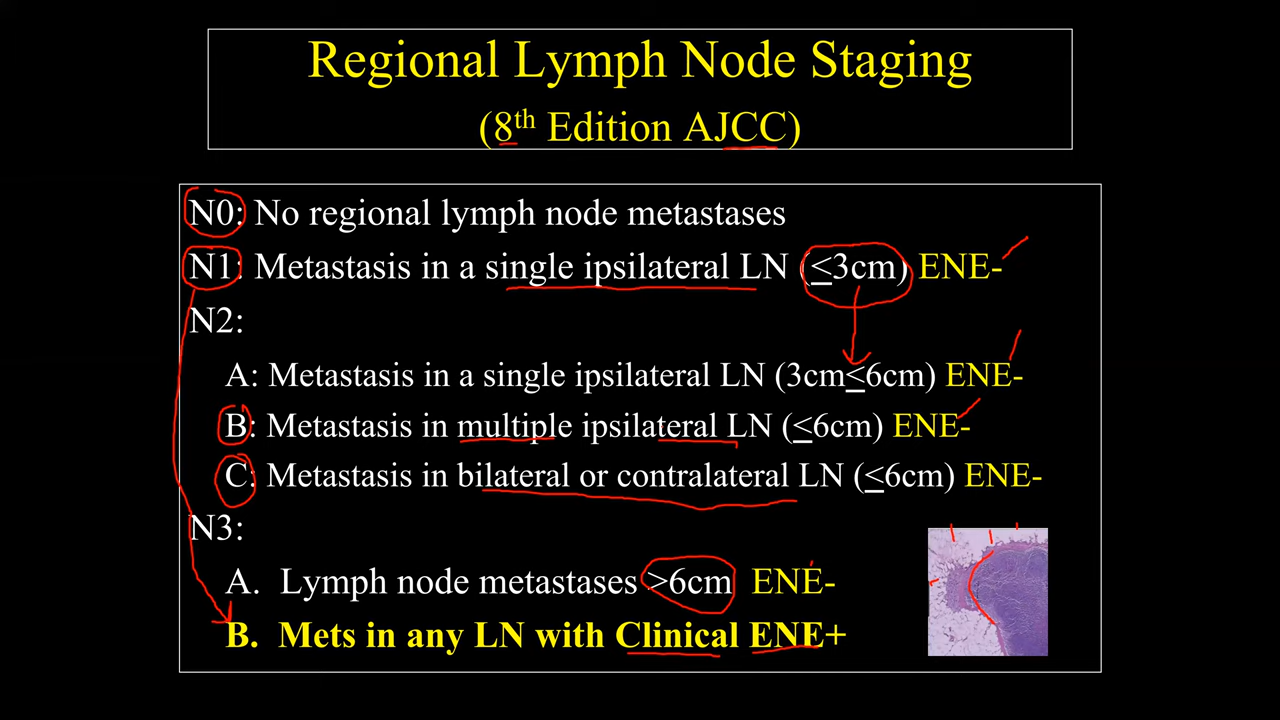 Regional Lymph Node Staging
(8th Edition AJCC)
N0: No regional lymph node metastases
N1: Metastasis in a single ipsilateral LN (≤3cm) ENE-
N2:
A: Metastasis in a single ipsilateral LN (3cm≤6cm) ENE-
B: Metastasis in multiple ipsilateral LN (≤6cm) ENE-
C: Metastasis in bilateral or contralateral LN (≤6cm) ENE-
N3:
A. Lymph node metastases >6cm ENE-
B. Mets in any LN with Clinical ENE+